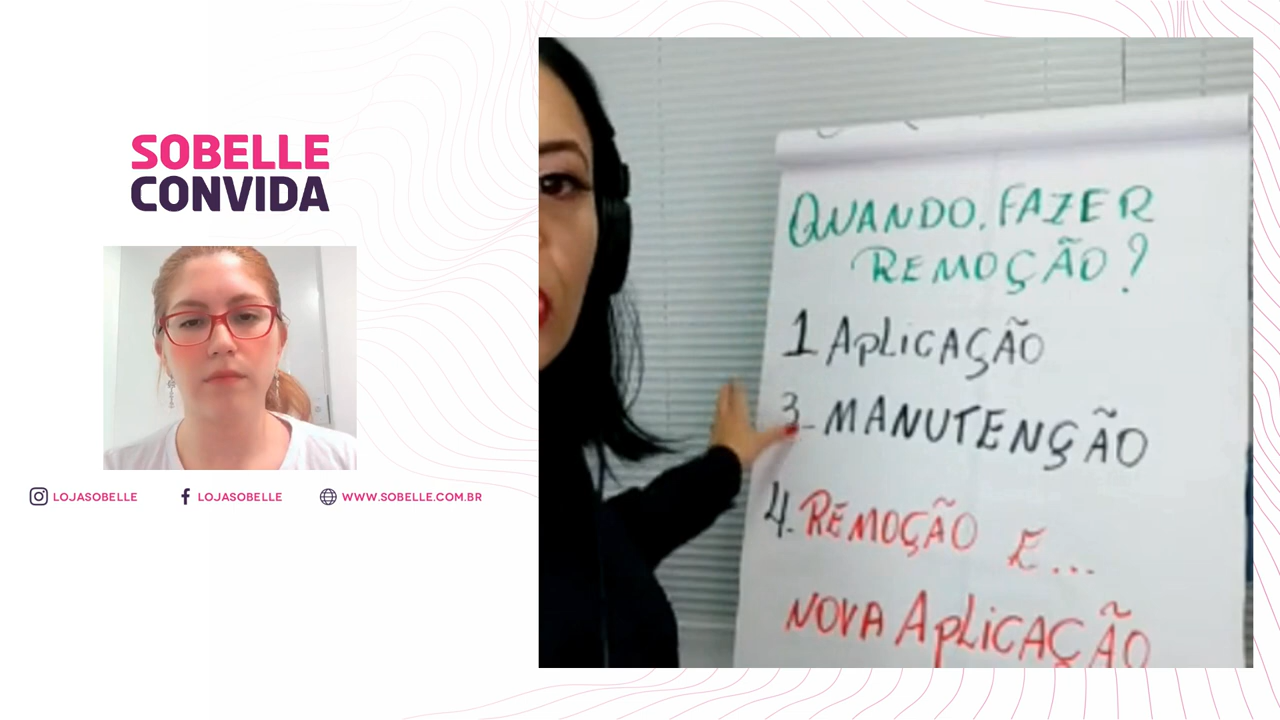 SOBELLE
CONVIDA
LOJASOBELLE
LOJASOBELLE
WWW.SOBELLE.COM.BR
QUANDO. FAZER
REMOÇÃO?
1 APLICAÇÃO
3. MANUTENÇÃO
4. REMOÇÃO E...
NOVA APLICAÇÃO